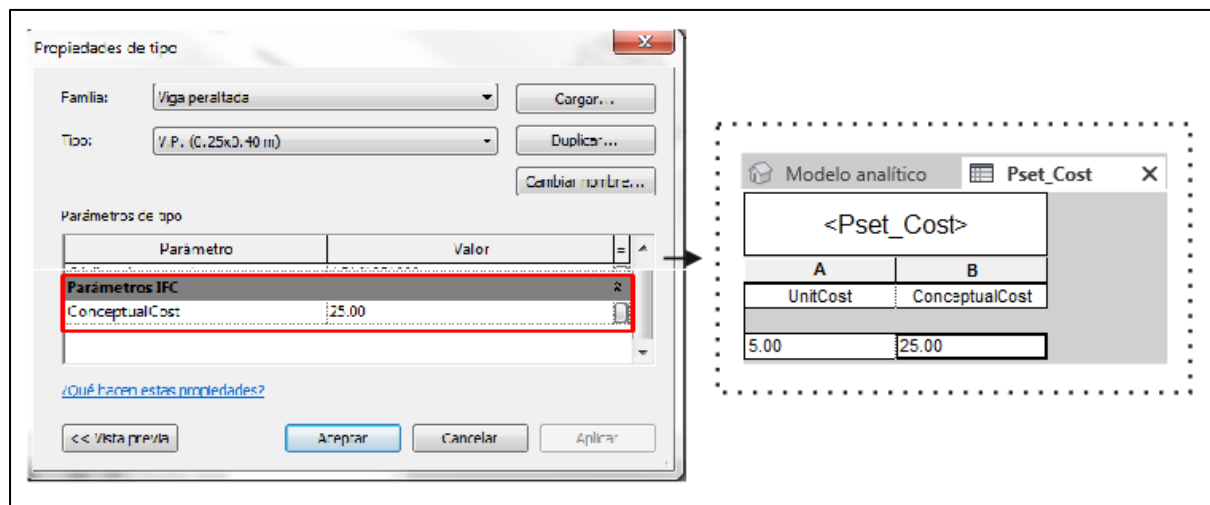 Propiedades de tipo
Familia: Viga peraltada Cargar...
Tipo: V.P. (0.25x0.40 m) Duplicar...
Cambiar nombre...
Parámetros de tipo
Parámetro Valor =
Parámetros IFC
ConceptualCost 25.00
¿Qué hacen estas propiedades?
<< Vista previa Aceptar Cancelar Aplicar
Modelo analítico Pset_Cost X
<Pset_Cost>
A B
UnitCost ConceptualCost
5.00 25.00